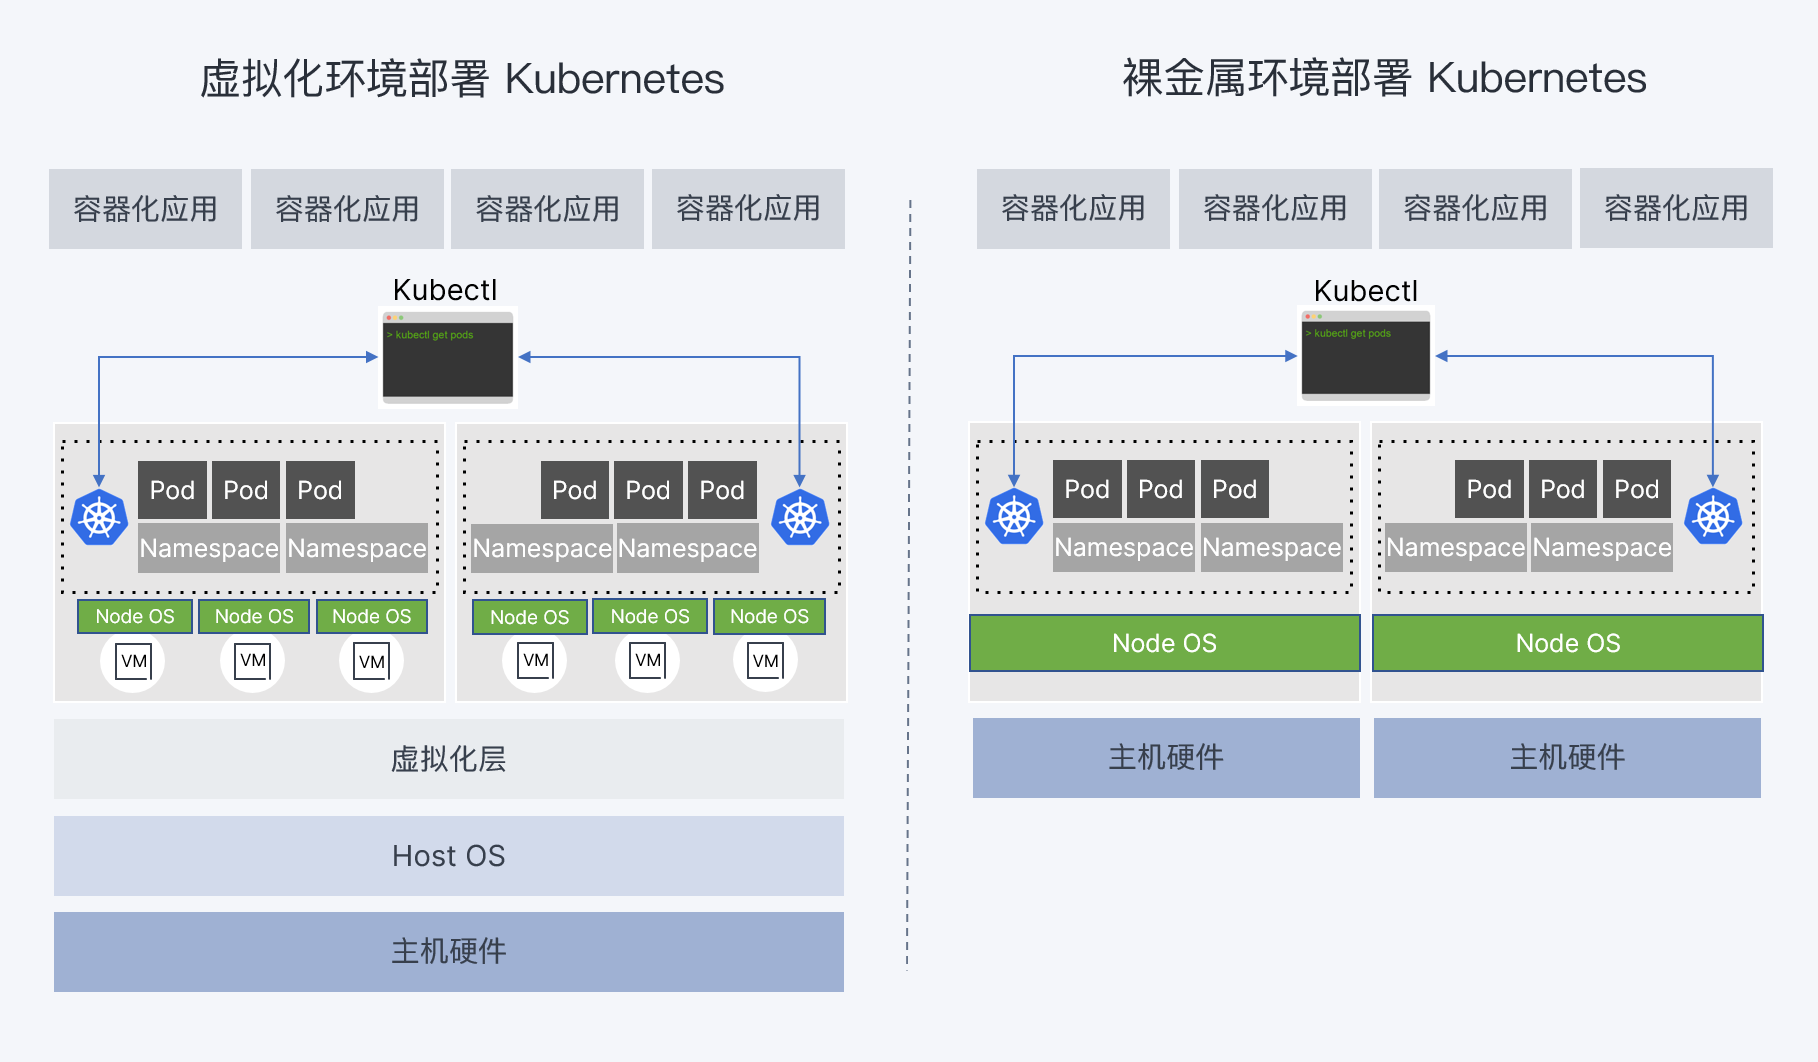 虚拟化环境部署 Kubernetes
容器化应用
容器化应用
容器化应用
容器化应用
Kubectl
> kubectl get pods
Pod
Pod
Pod
Namespace
Namespace
Pod
Pod
Pod
Namespace
Namespace
Node OS
Node OS
Node OS
Node OS
Node OS
Node OS
VM
VM
VM
VM
VM
VM
虚拟化层
Host OS
主机硬件
裸金属环境部署 Kubernetes
容器化应用
容器化应用
容器化应用
容器化应用
Kubectl
> kubectl get pods
Pod
Pod
Pod
Namespace
Namespace
Pod
Pod
Pod
Namespace
Namespace
Node OS
Node OS
主机硬件
主机硬件